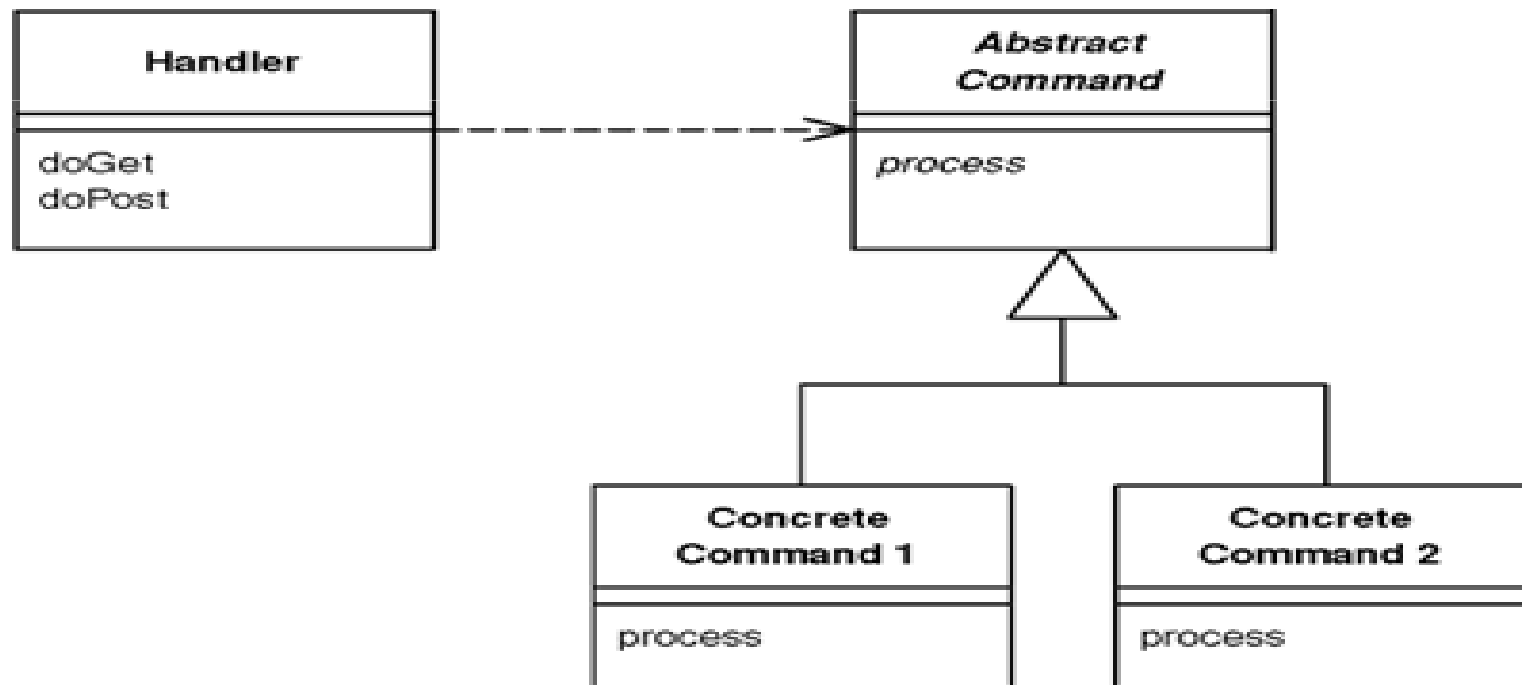 Handler
doGet
doPost
Abstract
Command
process
Concrete
Command 1
process
Concrete
Command 2
process